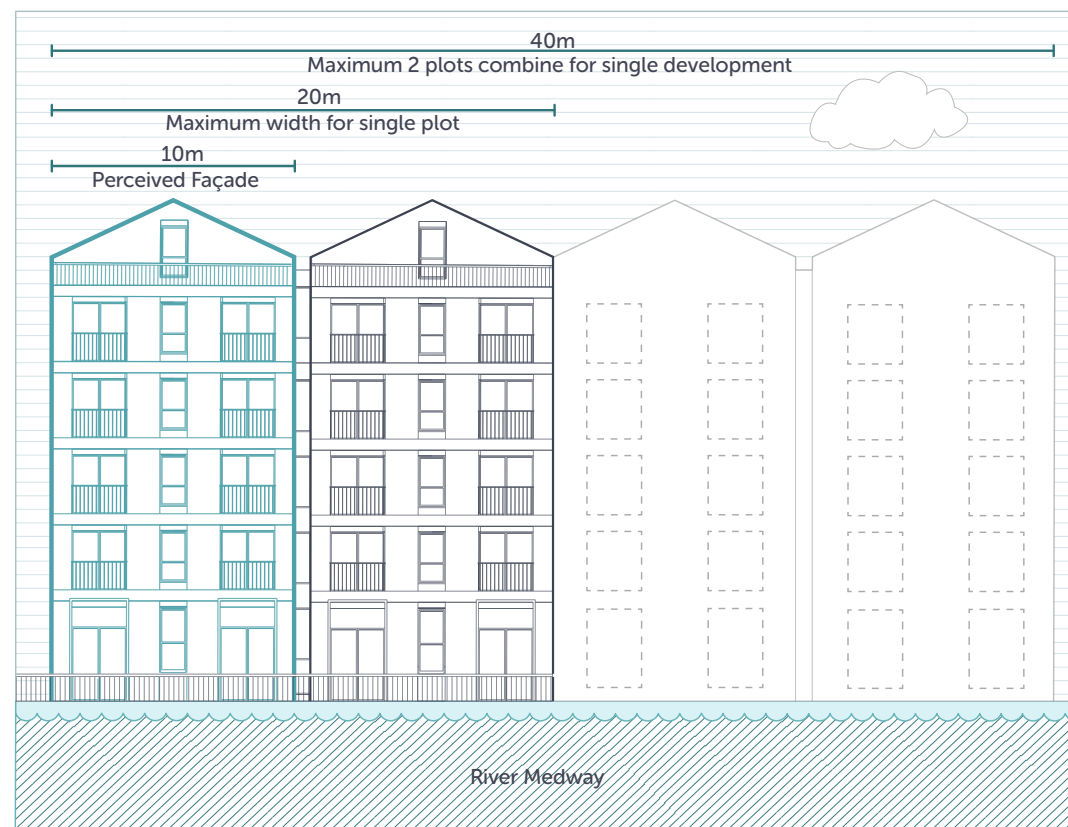 40m
Maximum 2 plots combine for single development
20m
Maximum width for single plot
10m
Perceived Façade
River Medway